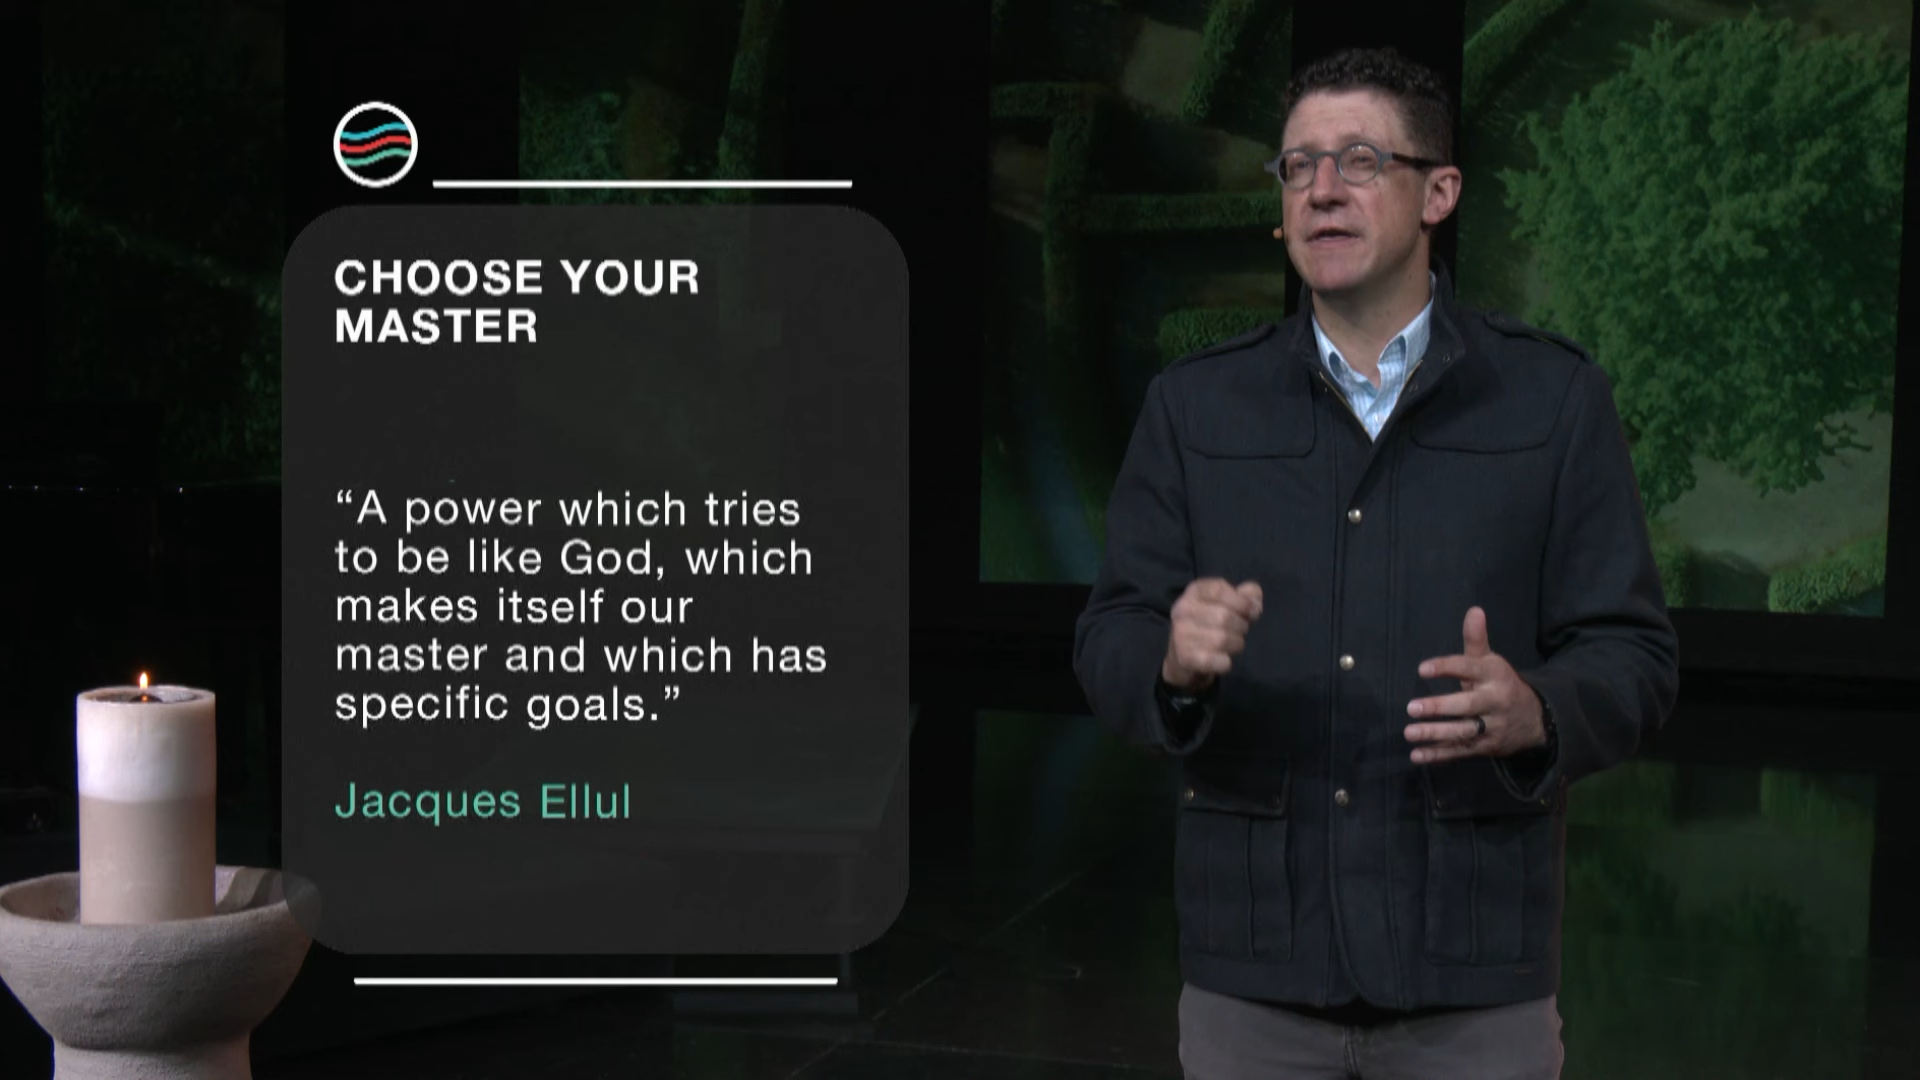 CHOOSE YOUR
MASTER
“A power which tries
to be like God, which
makes itself our
master and which has
specific goals.”
Jacques Ellul